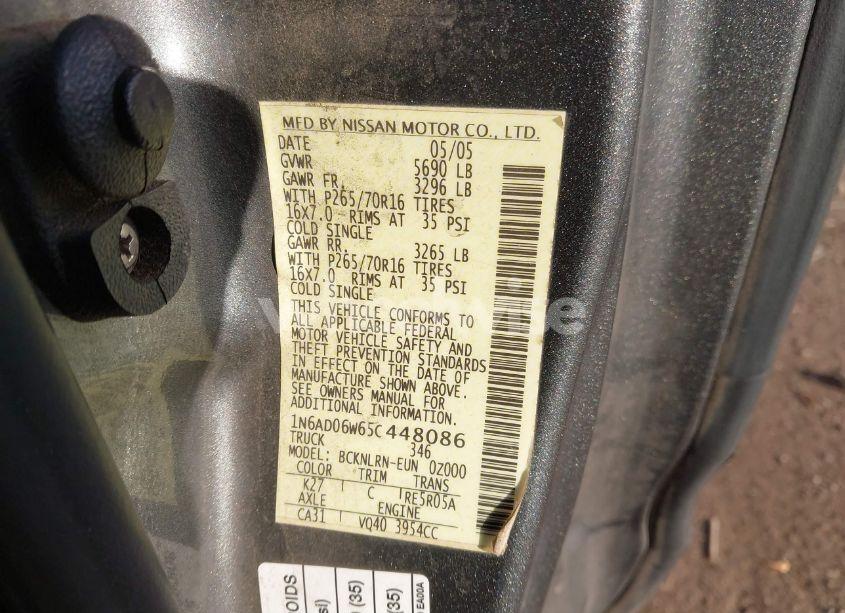 MFD BY NISSAN MOTOR CO., LTD.
DATE 05/05
GVWR 5690 LB
GAWR FR. 3296 LB
WITH P265/70R16 TIRES
16X7.0 RIMS AT 35 PSI
COLD SINGLE
GAWR RR. 3265 LB
WITH P265/70R16 TIRES
16X7.0 RIMS AT 35 PSI
COLD SINGLE
THIS VEHICLE CONFORMS TO
ALL APPLICABLE FEDERAL
MOTOR VEHICLE SAFETY AND
THEFT PREVENTION STANDARDS
IN EFFECT ON THE DATE OF
MANUFACTURE SHOWN ABOVE.
SEE OWNERS MANUAL FOR
ADDITIONAL INFORMATION.
1N6AD06W65C448086
TRUCK 346
MODEL: BCKNLRN-EUN 0Z000
COLOR TRIM TRANS
K27 C RE5R05A
AXLE ENGINE
CA31 VQ40 3954CC
OIDS
(35)
(35)
EA00A